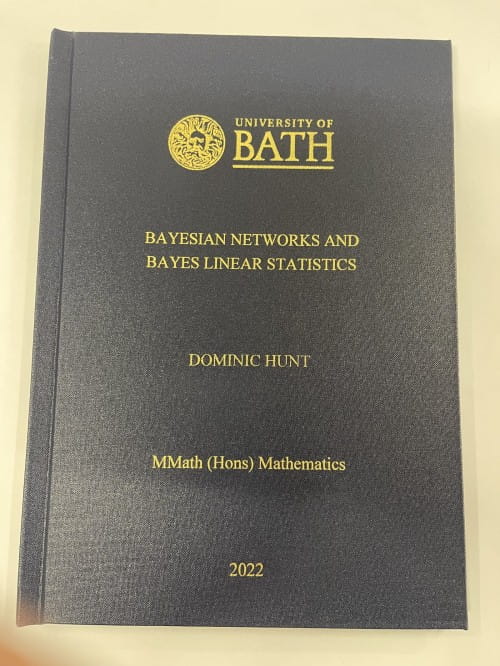 UNIVERSITY OF
BATH
BAYESIAN NETWORKS AND
BAYES LINEAR STATISTICS
DOMINIC HUNT
MMath (Hons) Mathematics
2022